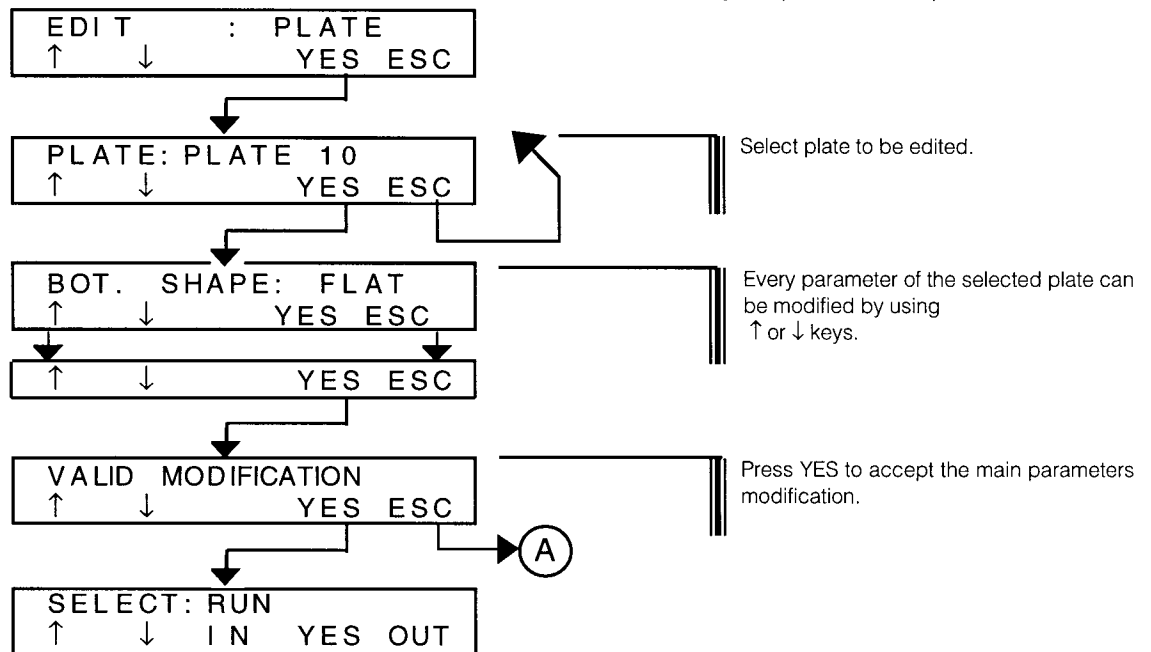 EDIT : PLATE
↑ ↓ YES ESC
PLATE: PLATE 10
↑ ↓ YES ESC
Select plate to be edited.
BOT. SHAPE: FLAT
↑ ↓ YES ESC
Every parameter of the selected plate can
be modified by using
↑ or ↓ keys.
↑ ↓ YES ESC
VALID MODIFICATION
↑ ↓ YES ESC
Press YES to accept the main parameters
modification.
A
SELECT: RUN
↑ ↓ IN YES OUT